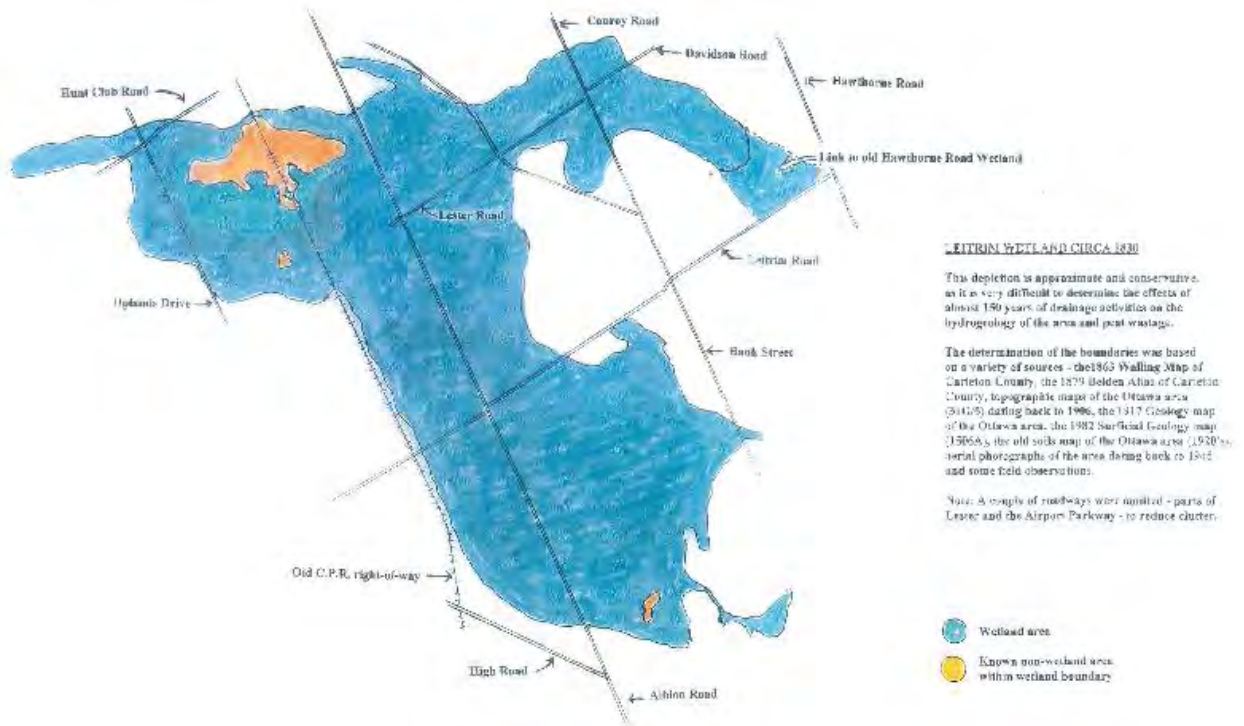 Conroy Road
Davidson Road
Hawthorne Road
Hunt Club Road
Link to old Hawthorne Road Wetland
Lester Road
Leitrim Road
Uplands Drive
Bank Street
Old C.P.R. right-of-way
High Road
Albion Road
LEITRIM WETLAND CIRCA 1830
This depiction is approximate and conservative,
as it is very difficult to determine the effects of
almost 150 years of drainage activities on the
hydrogeology of the area and peat wastage.
The determination of the boundaries was based
on a variety of sources - the 1863 Walling Map of
Carleton County, the 1879 Belden Atlas of Carleton
County, topographic maps of the Ottawa area
(31G/5) dating back to 1906, the 1917 Geology map
of the Ottawa area, the 1982 Surficial Geology map
(1506A), the old soils map of the Ottawa area (1920's),
aerial photographs of the area dating back to
and some field observations.
Note: A couple of roadways were omitted - parts of
Lester and the Airport Parkway - to reduce clutter.
Wetland area
Known non-wetland area
within wetland boundary